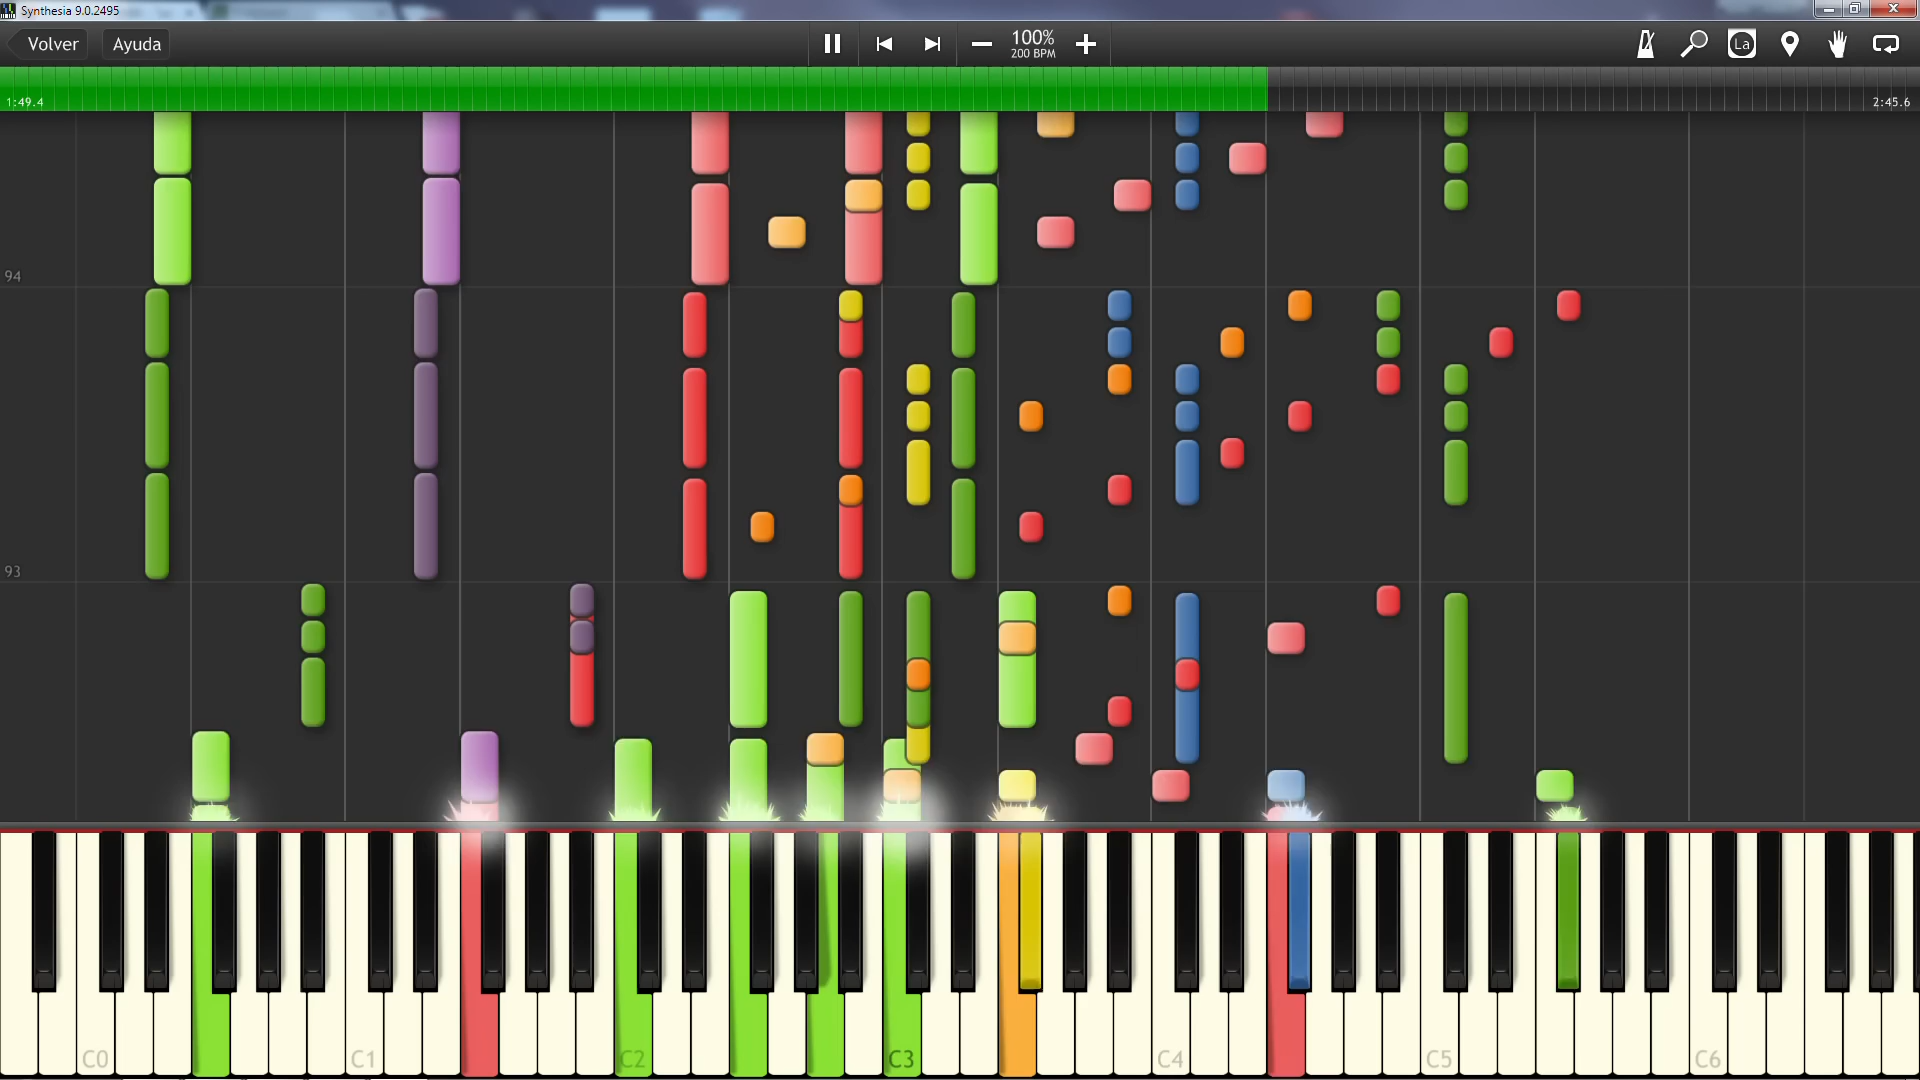 Synthesia 9.0.2495
Volver
Ayuda
100%
200 BPM
La
1:49.4
2:45.6
94
93
C0
C1
C2
C3
C4
C5
C6